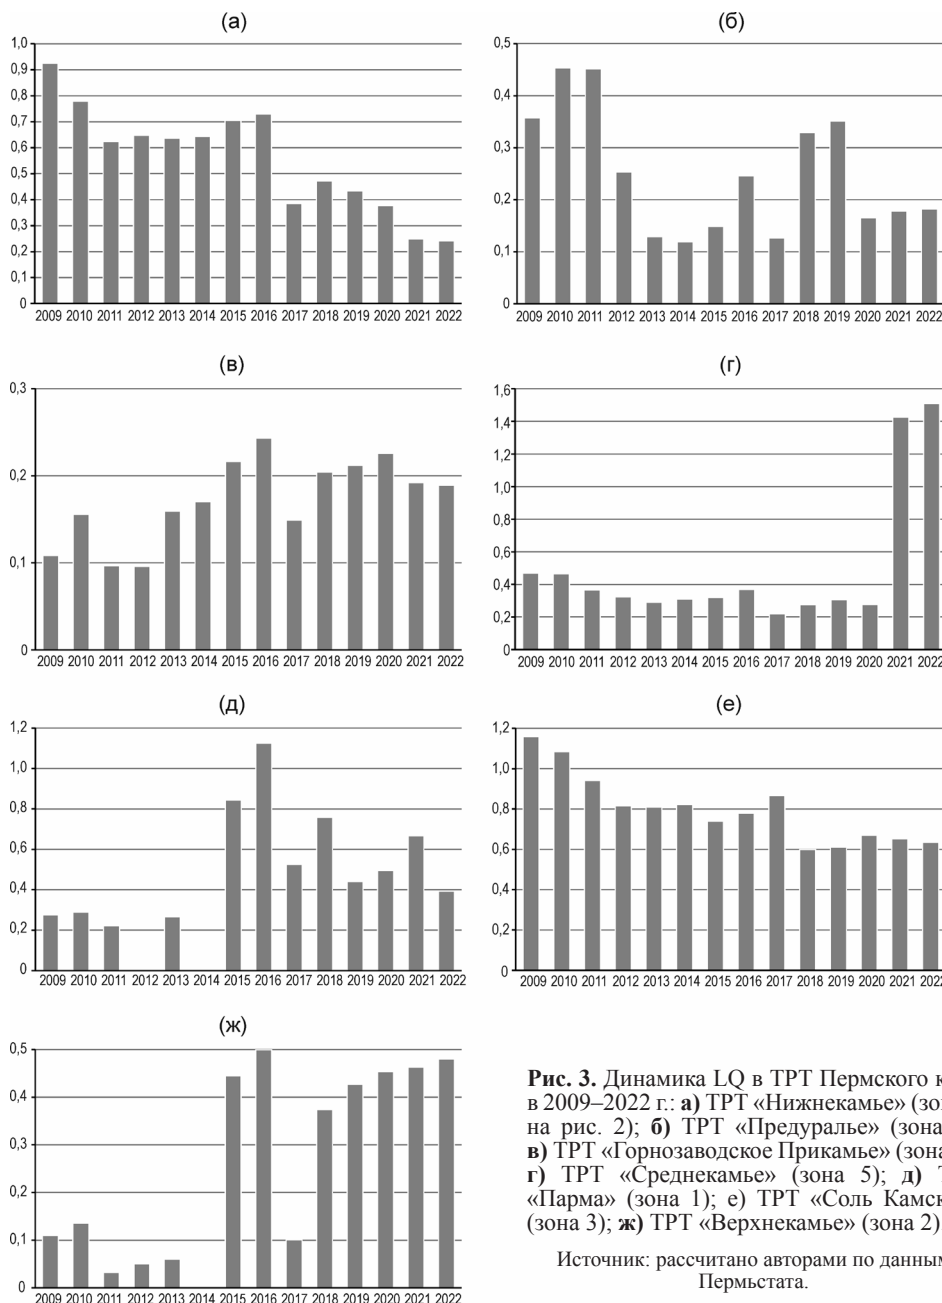 (а)
1,0
0,9
0,8
0,7
0,6
0,5
0,4
0,3
0,2
0,1
0
2009 2010 2011 2012 2013 2014 2015 2016 2017 2018 2019 2020 2021 2022
(б)
0,5
0,4
0,3
0,2
0,1
0
2009 2010 2011 2012 2013 2014 2015 2016 2017 2018 2019 2020 2021 2022
(в)
0,3
0,2
0,1
0
2009 2010 2011 2012 2013 2014 2015 2016 2017 2018 2019 2020 2021 2022
(г)
1,6
1,4
1,2
1,0
0,8
0,6
0,4
0,2
0
2009 2010 2011 2012 2013 2014 2015 2016 2017 2018 2019 2020 2021 2022
(д)
1,2
1,0
0,8
0,6
0,4
0,2
0
2009 2010 2011 2012 2013 2014 2015 2016 2017 2018 2019 2020 2021 2022
(е)
1,2
1,0
0,8
0,6
0,4
0,2
0
2009 2010 2011 2012 2013 2014 2015 2016 2017 2018 2019 2020 2021 2022
(ж)
0,5
0,4
0,3
0,2
0,1
0
2009 2010 2011 2012 2013 2014 2015 2016 2017 2018 2019 2020 2021 2022
Рис. 3. Динамика LQ в ТРТ Пермского
в 2009–2022 г.: а) ТРТ «Нижнекамье»
на рис. 2); б) ТРТ «Предуралье» (зона
в) ТРТ «Горнозаводское Прикамье» (зона
г) ТРТ «Среднекамье» (зона 5); д)
«Парма» (зона 1); е) ТРТ «Соль
(зона 3); ж) ТРТ «Верхнекамье» (зона 2)
Источник: рассчитано авторами по данным
Пермьстата.